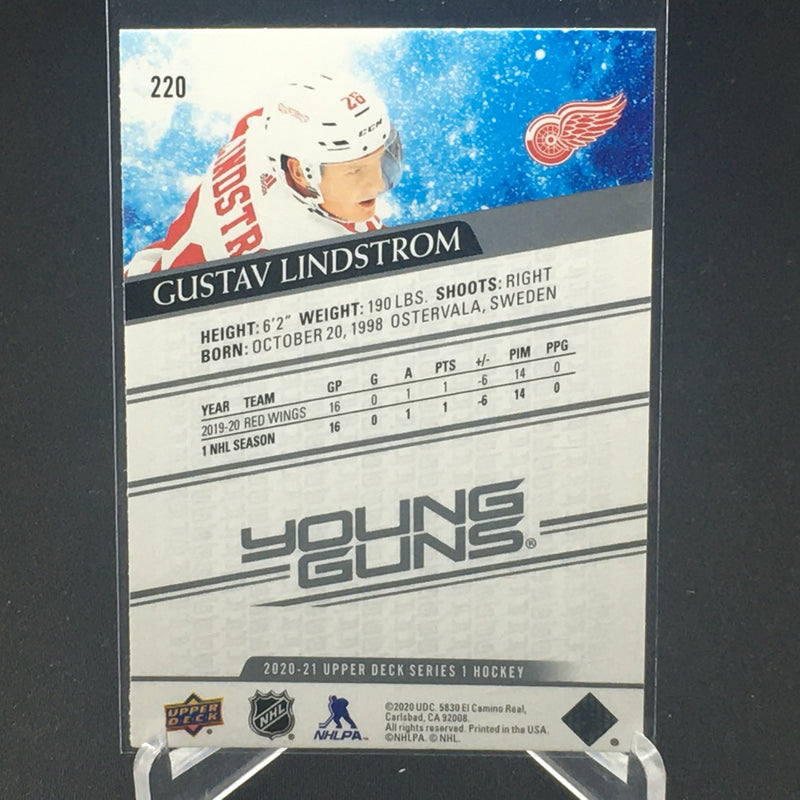 220
26
CCM
LINDSTR
GUSTAV LINDSTROM
HEIGHT: 6'2" WEIGHT: 190 LBS. SHOOTS: RIGHT
BORN: OCTOBER 20, 1998 OSTERVALA, SWEDEN
YEAR TEAM GP G A PTS +/- PIM PPG
2019-20 RED WINGS 16 0 1 1 -6 14 0
1 NHL SEASON 16 0 1 1 -6 14 0
YOUNG
GUNS®
2020-21 UPPER DECK SERIES 1 HOCKEY
UPPER
DECK
NHL
NHLPA
©2020 UDC. 5830 El Camino Real,
Carlsbad, CA 92008.
All rights reserved. Printed in the USA.
©NHLPA. © NHL.